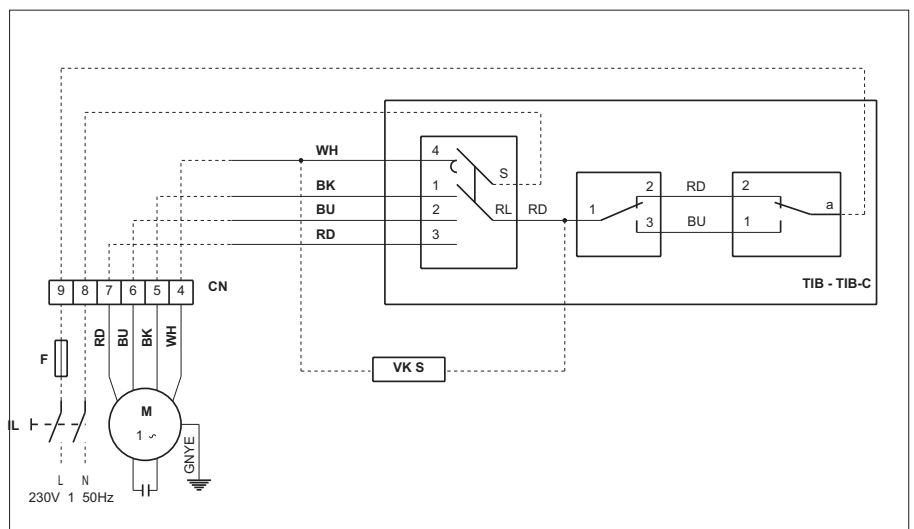 WH
4
S
BK
1
2
RD
2
BU
2
RL
RD
1
a
RD
3
3
BU
1
9
8
7
6
5
4
CN
TIB - TIB-C
F
RD
BU
BK
WH
VK S
M
1 ~
IL
GNYE
L
N
230V 1 50Hz